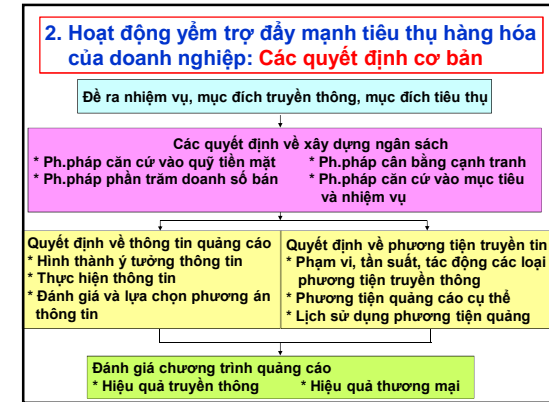 2. Hoạt động yểm trợ đẩy mạnh tiêu thụ hàng hóa
của doanh nghiệp: Các quyết định cơ bản
Đề ra nhiệm vụ, mục đích truyền thông, mục đích tiêu thụ
Các quyết định về xây dựng ngân sách
* Ph.pháp căn cứ vào quỹ tiền mặt * Ph.pháp cân bằng cạnh tranh
* Ph.pháp phần trăm doanh số bán * Ph.pháp căn cứ vào mục tiêu
và nhiệm vụ
Quyết định về thông tin quảng cáo
* Hình thành ý tưởng thông tin
* Thực hiện thông tin
* Đánh giá và lựa chọn phương án
thông tin
Quyết định về phương tiện truyền tin
* Phạm vi, tần suất, tác động các loại
phương tiện truyền thông
* Phương tiện quảng cáo cụ thể
* Lịch sử dụng phương tiện quảng
Đánh giá chương trình quảng cáo
* Hiệu quả truyền thông * Hiệu quả thương mại